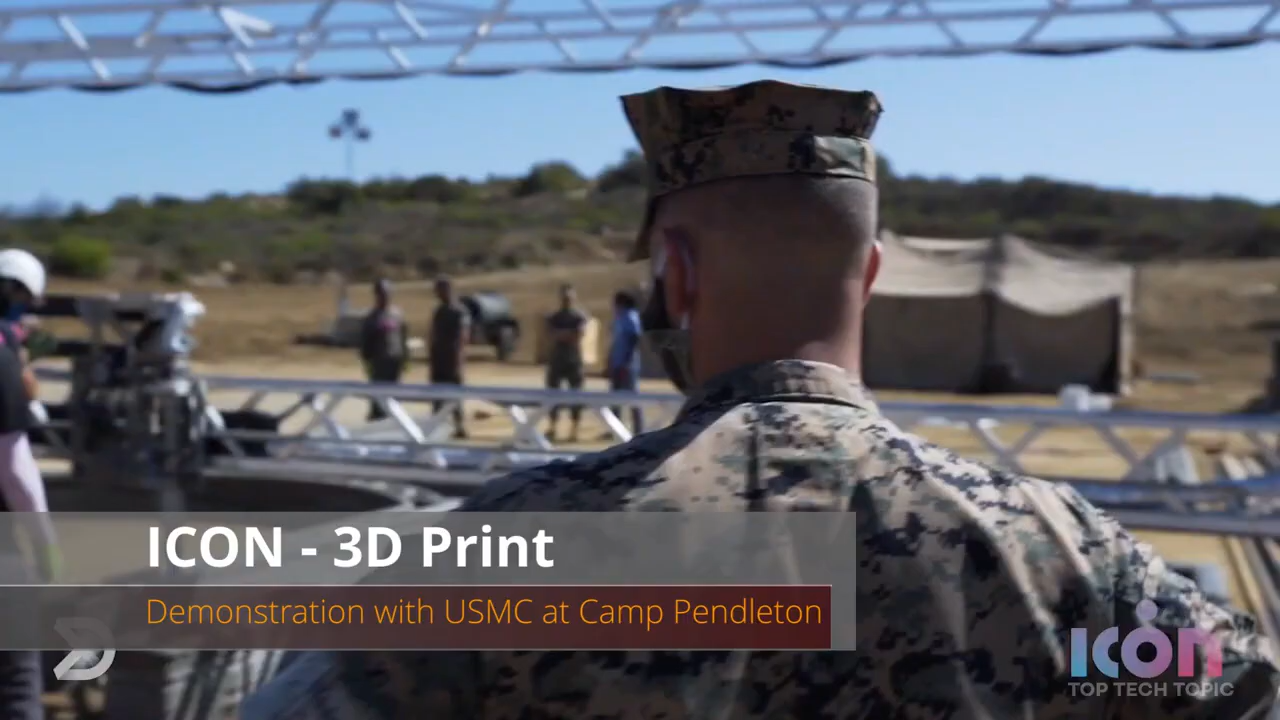 ICON - 3D Print
Demonstration with USMC at Camp Pendleton
ICON
TOP TECH TOPIC